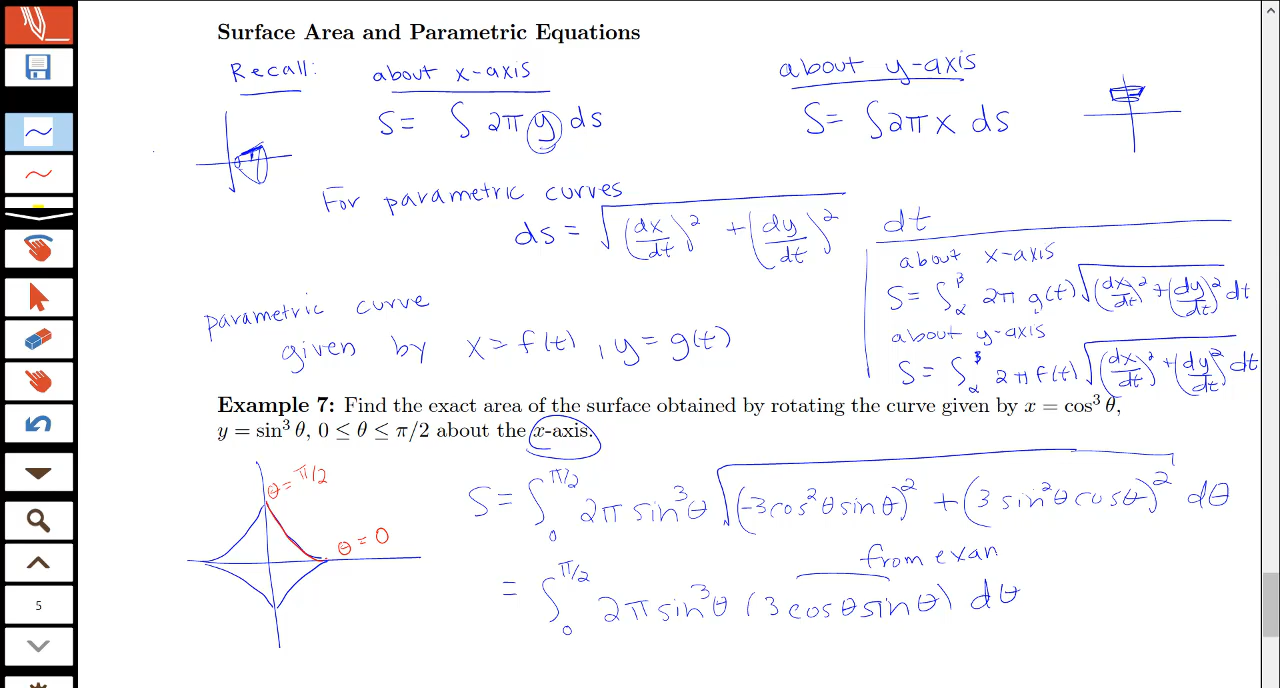 Surface Area and Parametric Equations
Recall: about x-axis about y-axis
S = ∫ 2π y ds S = ∫ 2π x ds
For parametric curves
ds = √((dx/dt)² + (dy/dt)²) dt
about x-axis
S = ∫_α^β 2π g(t) √((dx/dt)² + (dy/dt)²) dt
parametric curve
given by x = f(t), y = g(t)
about y-axis
S = ∫_α^β 2π f(t) √((dx/dt)² + (dy/dt)²) dt
Example 7: Find the exact area of the surface obtained by rotating the curve given by x = cos³ θ,
y = sin³ θ, 0 ≤ θ ≤ π/2 about the x-axis.
θ = π/2
θ = 0
S = ∫_0^{π/2} 2π sin³θ √((-3cos²θ sinθ)² + (3 sin²θ cosθ)²) dθ
from exam
= ∫_0^{π/2} 2π sin³θ (3 cosθ sinθ) dθ
5